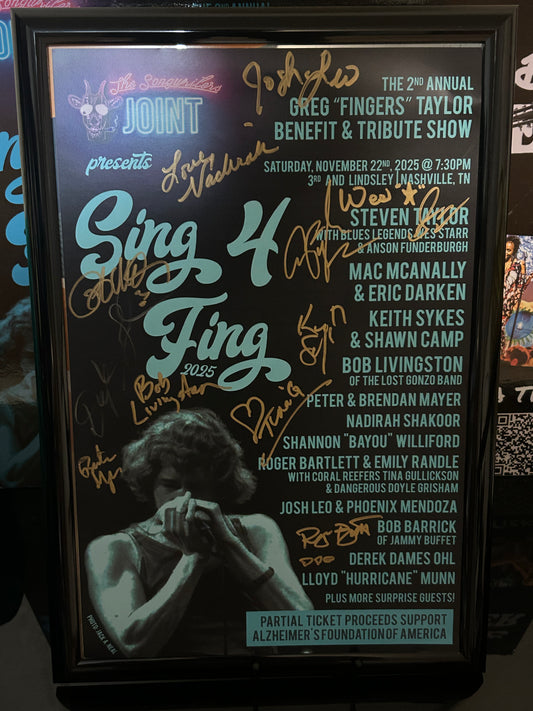 The Songwriters
JOINT
presents
Josh Leo
THE 2ND ANNUAL
GREG "FINGERS" TAYLOR
BENEFIT & TRIBUTE SHOW
Love, Nadirah
SATURDAY, NOVEMBER 22ND, 2025 @ 7:30PM
3RD AND LINDSLEY | NASHVILLE, TN
Sing 4
Fing
2025
STEVEN TAYLOR
WITH BLUES LEGENDS WES STARR
& ANSON FUNDERBURGH
MAC MCANALLY
& ERIC DARKEN
KEITH SYKES
& SHAWN CAMP
BOB LIVINGSTON
OF THE LOST GONZO BAND
Bob
Livingston
PETER & BRENDAN MAYER
NADIRAH SHAKOOR
SHANNON "BAYOU" WILLIFORD
ROGER BARTLETT & EMILY RANDLE
WITH CORAL REEFERS TINA GULLICKSON
& DANGEROUS DOYLE GRISHAM
JOSH LEO & PHOENIX MENDOZA
BOB BARRICK
OF JAMMY BUFFET
DEREK DAMES OHL
LLOYD "HURRICANE" MUNN
PLUS MORE SURPRISE GUESTS!
PARTIAL TICKET PROCEEDS SUPPORT
ALZHEIMER'S FOUNDATION OF AMERICA
PHOTO: JACK A. NEAL